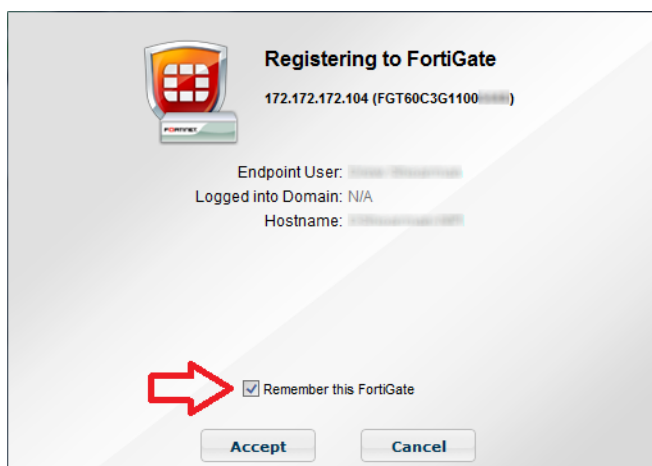 Registering to FortiGate
172.172.172.104 (FGT60C3G1100 )
FORTINET
Endpoint User:
Logged into Domain: N/A
Hostname:
Remember this FortiGate
Accept
Cancel